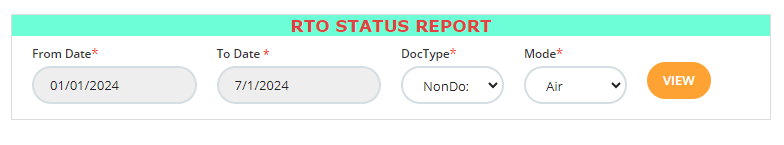 RTO STATUS REPORT
From Date* To Date * DocType* Mode*
01/01/2024 7/1/2024 NonDo: Air VIEW